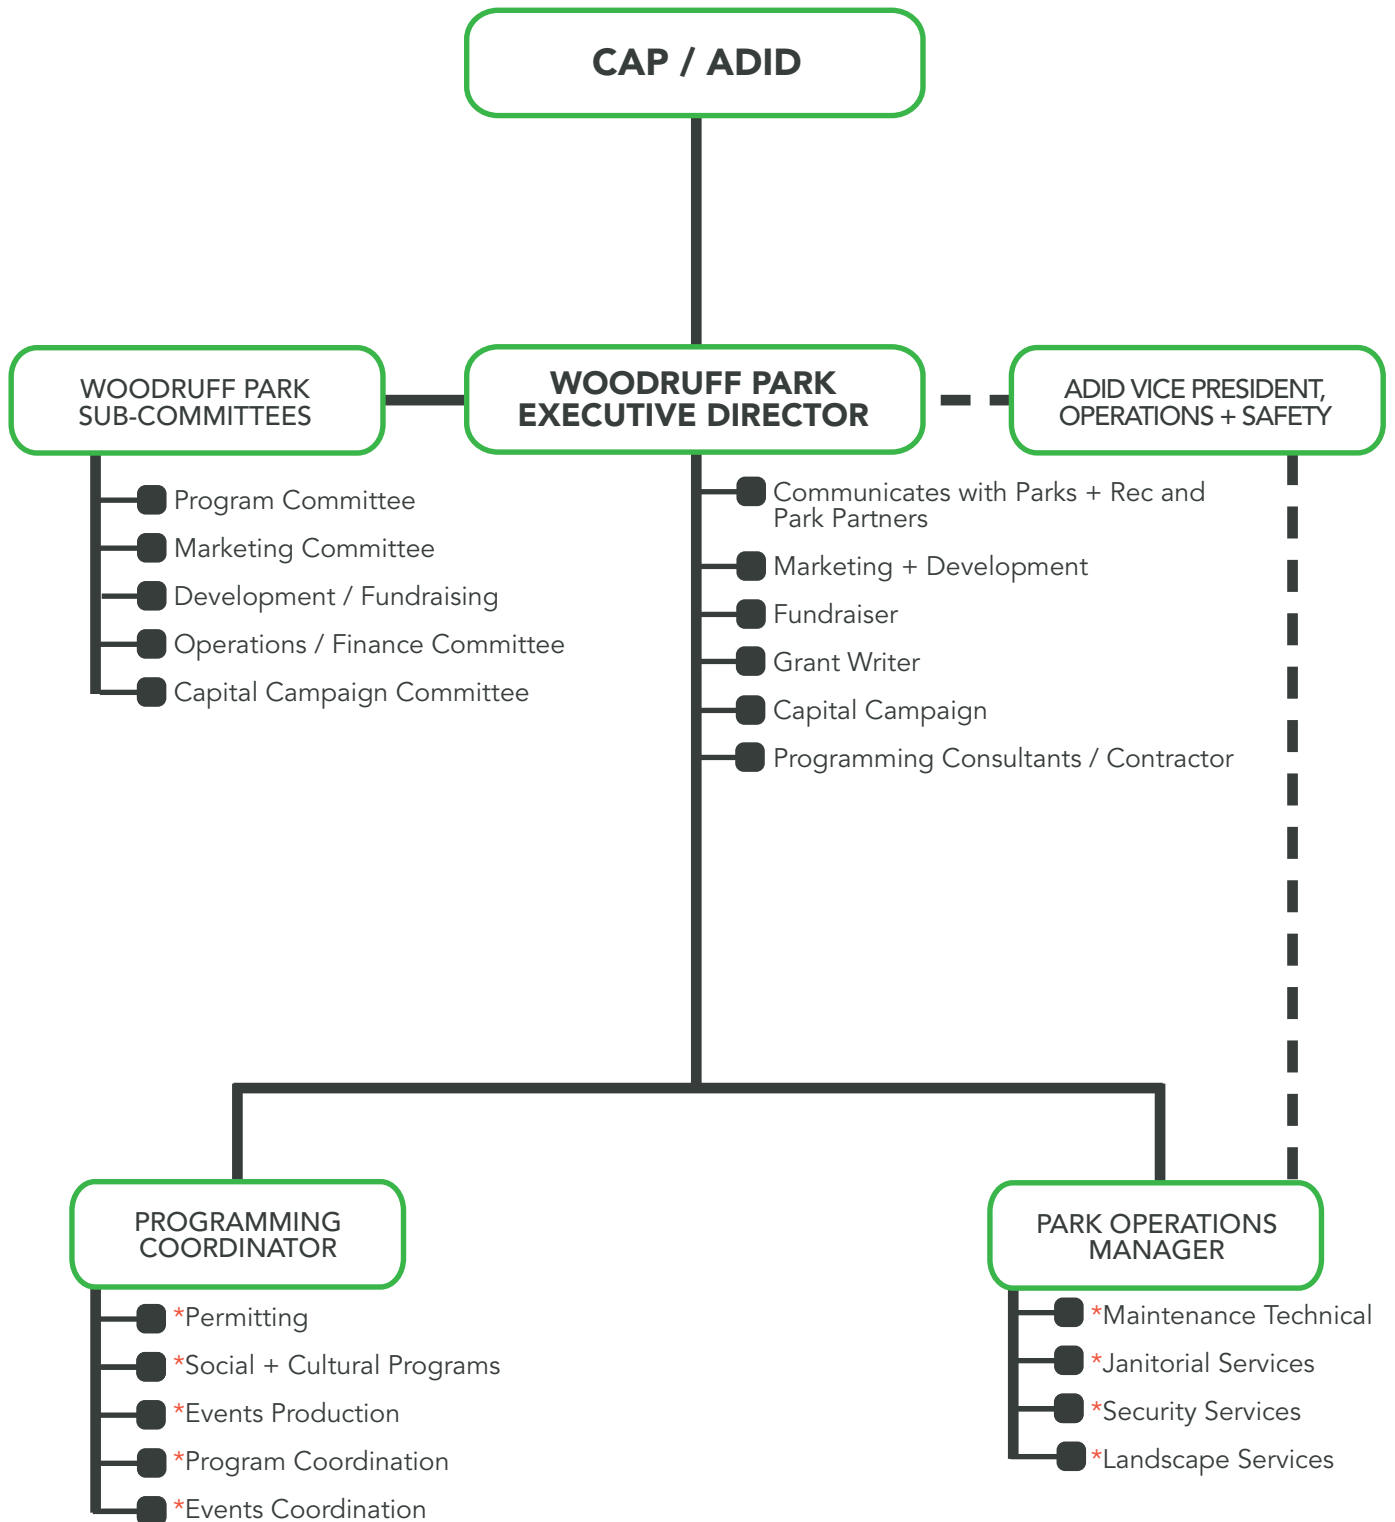 CAP / ADID
WOODRUFF PARK
SUB-COMMITTEES
WOODRUFF PARK
EXECUTIVE DIRECTOR
ADID VICE PRESIDENT,
OPERATIONS + SAFETY
Program Committee
Marketing Committee
Development / Fundraising
Operations / Finance Committee
Capital Campaign Committee
Communicates with Parks + Rec and
Park Partners
Marketing + Development
Fundraiser
Grant Writer
Capital Campaign
Programming Consultants / Contractor
PROGRAMMING
COORDINATOR
*Permitting
*Social + Cultural Programs
*Events Production
*Program Coordination
*Events Coordination
PARK OPERATIONS
MANAGER
*Maintenance Technical
*Janitorial Services
*Security Services
*Landscape Services